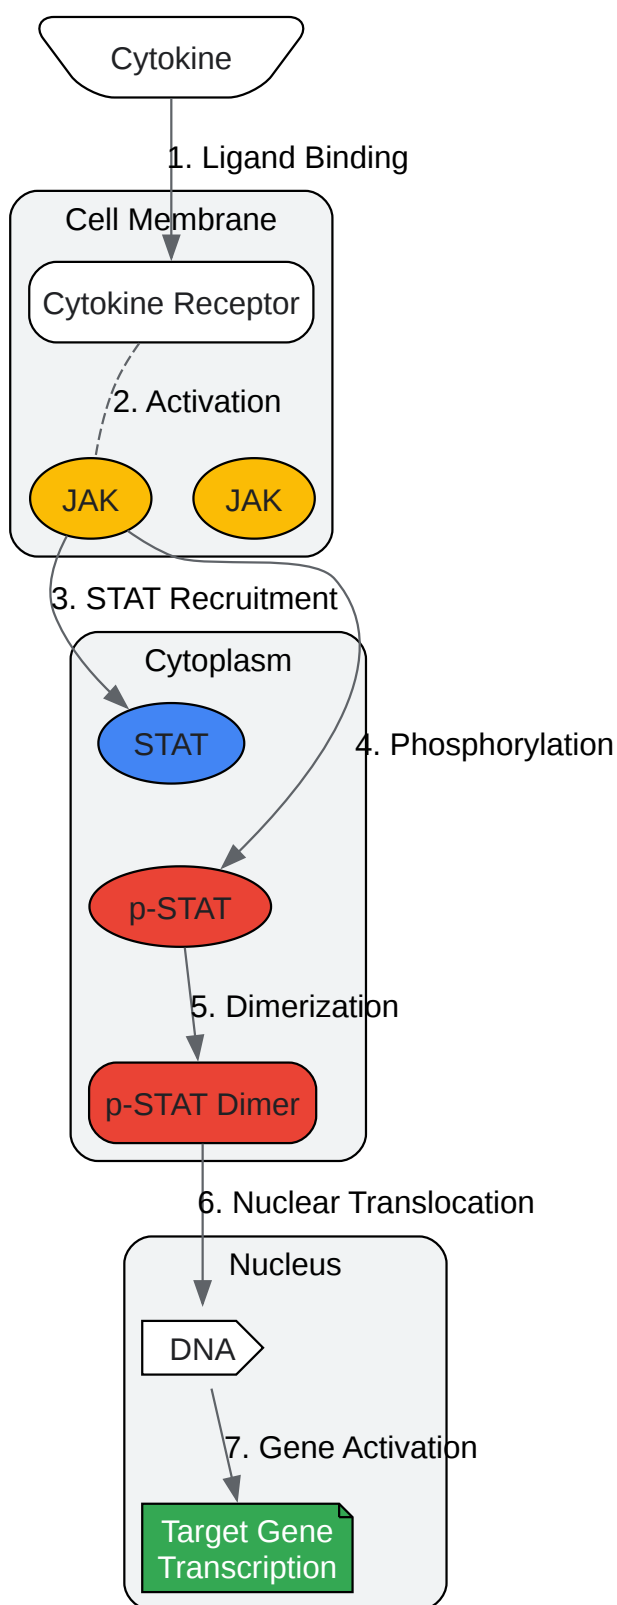 Cytokine
1. Ligand Binding
Cell Membrane
Cytokine Receptor
2. Activation
JAK
JAK
3. STAT Recruitment
Cytoplasm
STAT
4. Phosphorylation
p-STAT
5. Dimerization
p-STAT Dimer
6. Nuclear Translocation
Nucleus
DNA
7. Gene Activation
Target Gene
Transcription